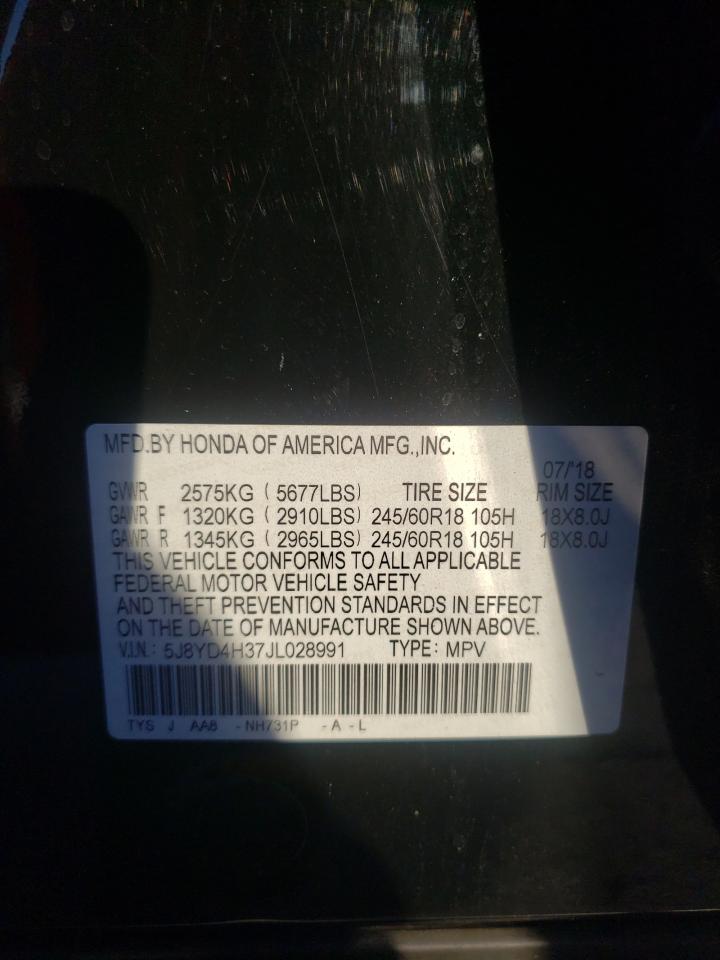 MFD.BY HONDA OF AMERICA MFG.,INC.
07/'18
GVWR 2575KG ( 5677LBS) TIRE SIZE RIM SIZE
GAWR F 1320KG ( 2910LBS) 245/60R18 105H 18X8.0J
GAWR R 1345KG ( 2965LBS) 245/60R18 105H 18X8.0J
THIS VEHICLE CONFORMS TO ALL APPLICABLE
FEDERAL MOTOR VEHICLE SAFETY
AND THEFT PREVENTION STANDARDS IN EFFECT
ON THE DATE OF MANUFACTURE SHOWN ABOVE.
V.I.N.: 5J8YD4H37JL028991 TYPE: MPV
TYS J AA8 - NH731P - A - L